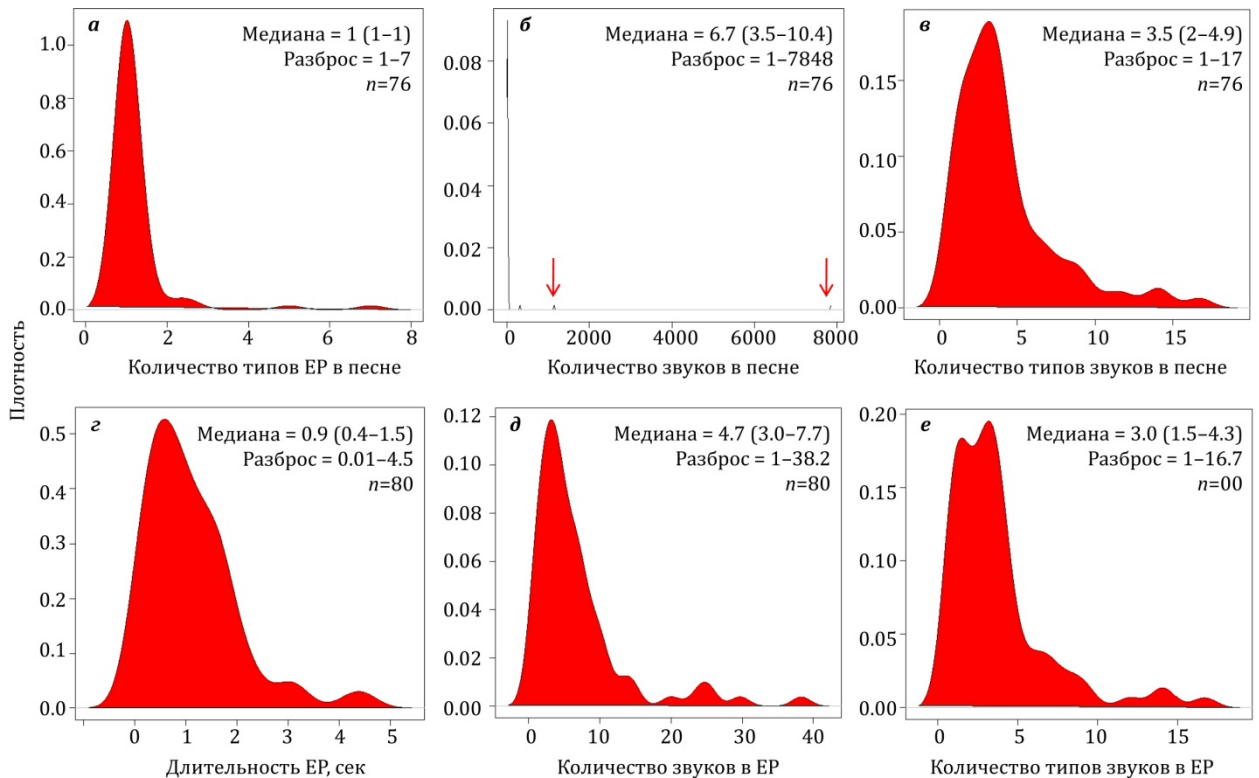 Плотность
а
Медиана = 1 (1–1)
Разброс = 1–7
n=76
1.0
0.8
0.6
0.4
0.2
0.0
0 2 4 6 8
Количество типов EP в песне
б
Медиана = 6.7 (3.5–10.4)
Разброс = 1–7848
n=76
0.08
0.06
0.04
0.02
0.00
0 2000 4000 6000 8000
Количество звуков в песне
в
Медиана = 3.5 (2–4.9)
Разброс = 1–17
n=76
0.15
0.10
0.05
0.00
0 5 10 15
Количество типов звуков в песне
г
Медиана = 0.9 (0.4–1.5)
Разброс = 0.01–4.5
n=80
0.5
0.4
0.3
0.2
0.1
0.0
0 1 2 3 4 5
Длительность EP, сек
д
Медиана = 4.7 (3.0–7.7)
Разброс = 1–38.2
n=80
0.12
0.10
0.08
0.06
0.04
0.02
0.00
0 10 20 30 40
Количество звуков в EP
е
Медиана = 3.0 (1.5–4.3)
Разброс = 1–16.7
n=00
0.20
0.15
0.10
0.05
0.00
0 5 10 15
Количество типов звуков в EP